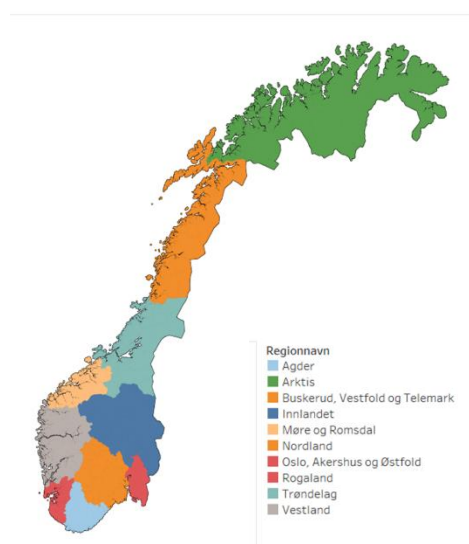 Regionnavn
Agder
Arktis
Buskerud, Vestfold og Telemark
Innlandet
Møre og Romsdal
Nordland
Oslo, Akershus og Østfold
Rogaland
Trøndelag
Vestland